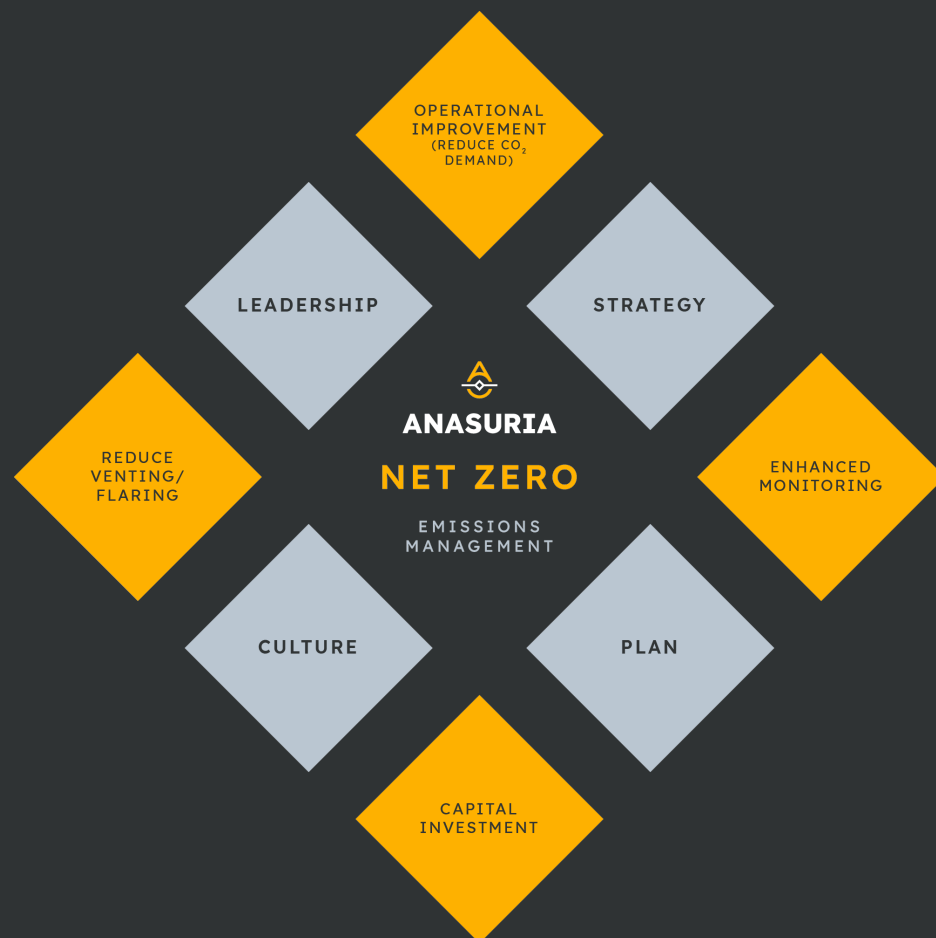 OPERATIONAL
IMPROVEMENT
(REDUCE CO₂
DEMAND)
LEADERSHIP
STRATEGY
ANASURIA
NET ZERO
EMISSIONS
MANAGEMENT
REDUCE
VENTING/
FLARING
ENHANCED
MONITORING
CULTURE
PLAN
CAPITAL
INVESTMENT